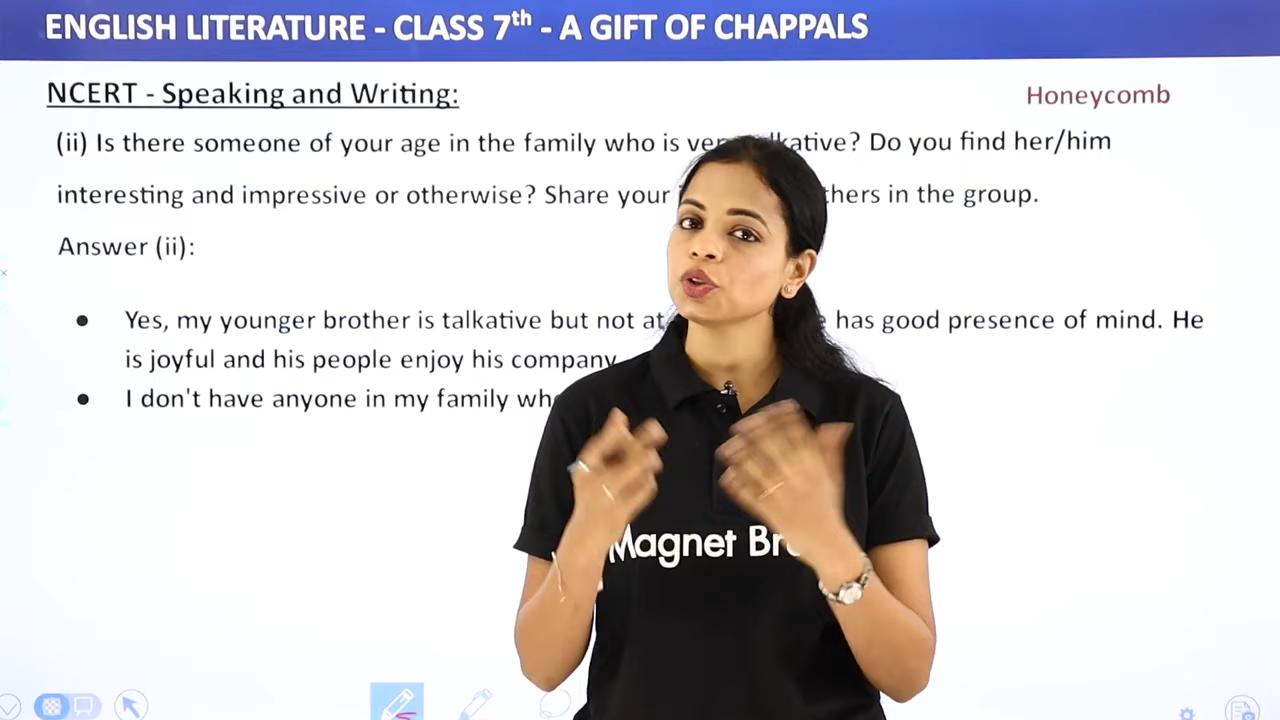 ENGLISH LITERATURE - CLASS 7th - A GIFT OF CHAPPALS
NCERT - Speaking and Writing:
Honeycomb
(ii) Is there someone of your age in the family who is very talkative? Do you find her/him
interesting and impressive or otherwise? Share your in the group.
Answer (ii):
● Yes, my younger brother is talkative but not at has good presence of mind. He
is joyful and his people enjoy his company
● I don't have anyone in my family
Magnet